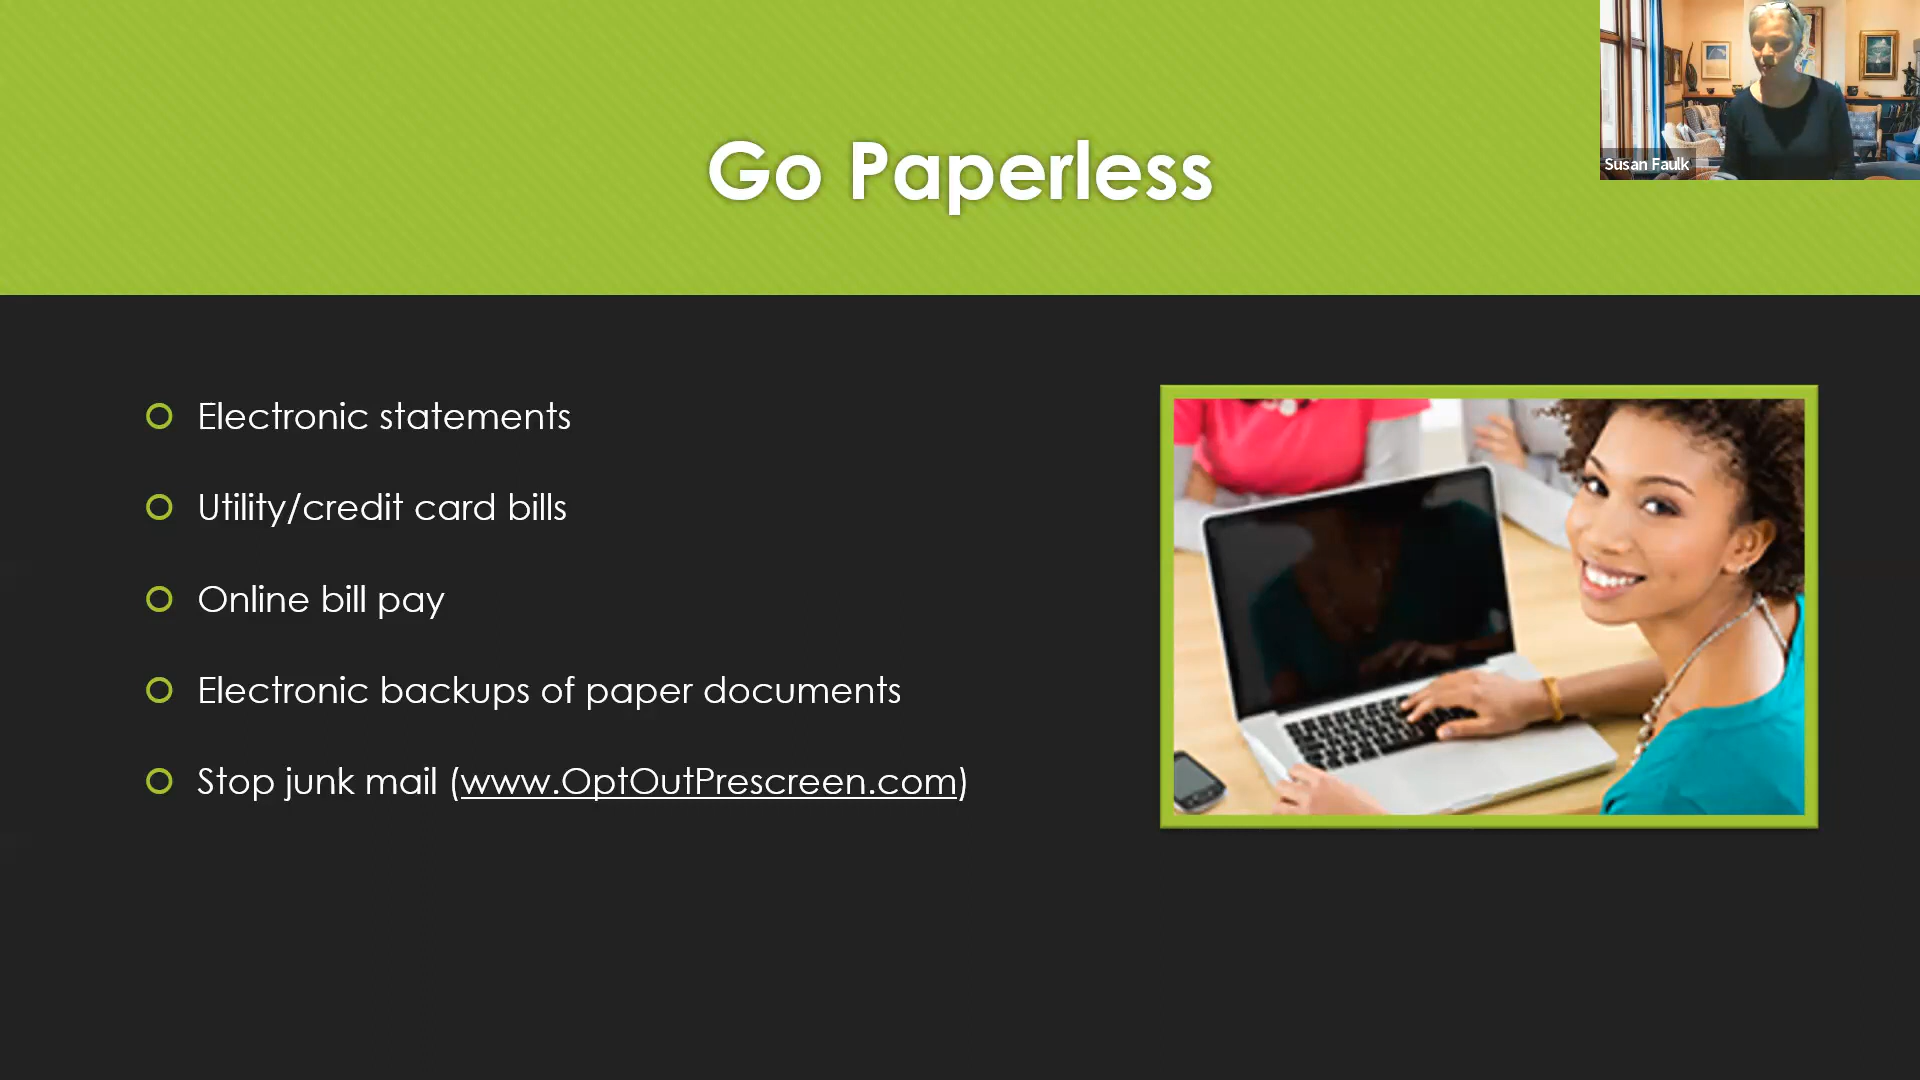 Go Paperless
Susan Faulk
Electronic statements
Utility/credit card bills
Online bill pay
Electronic backups of paper documents
Stop junk mail (www.OptOutPrescreen.com)